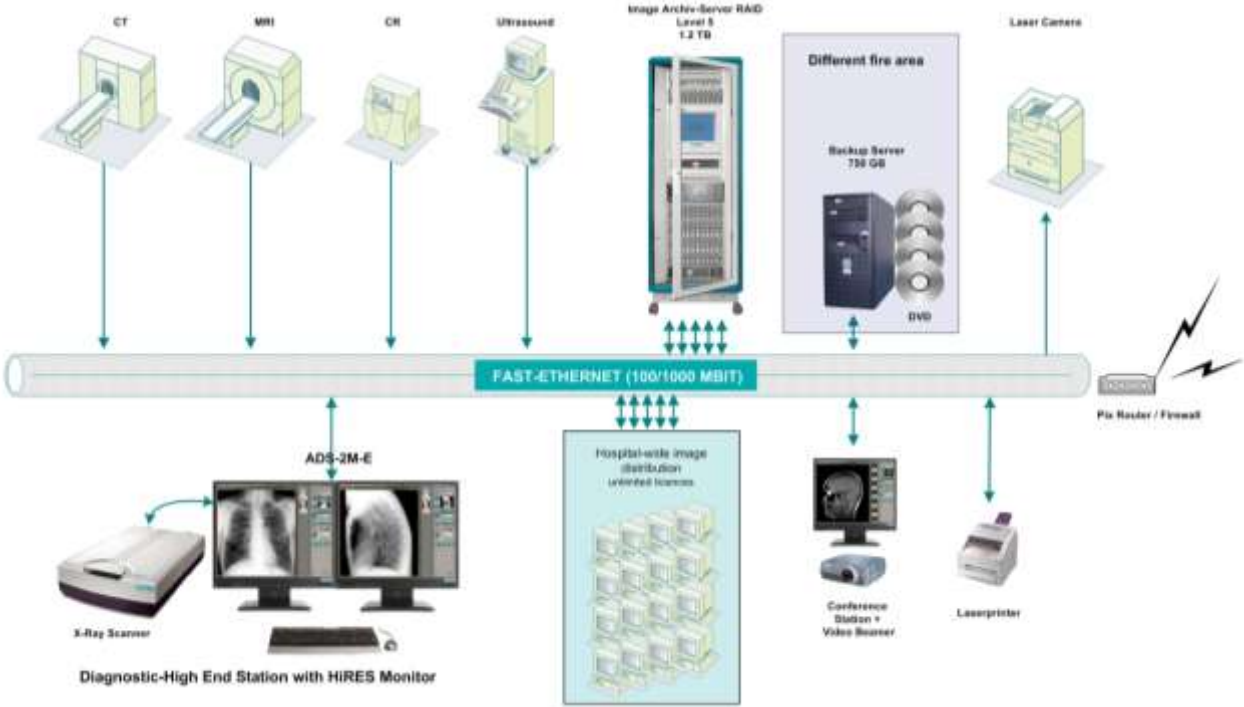 CT
MRI
CR
Ultrasound
Image Archiv-Server RAID
Level 5
1.2 TB
Different fire area
Backup Server
750 GB
DVD
Laser Camera
FAST-ETHERNET (100/1000 MBIT)
Pix Router / Firewall
ADS-2M-E
X-Ray Scanner
Diagnostic-High End Station with HiRES Monitor
Hospital-wide image
distribution
unlimited licences
Conference
Station +
Video Beamer
Laserprinter